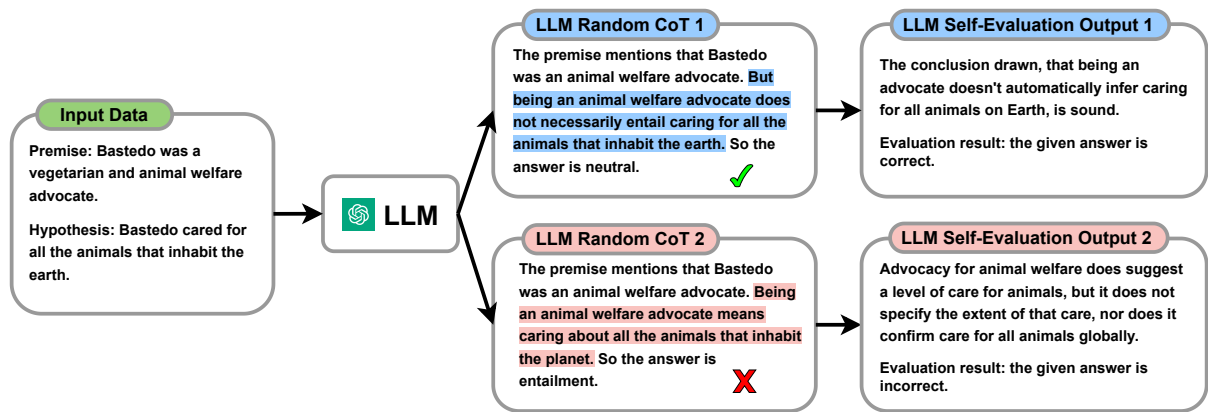 Input Data
Premise: Bastedo was a
vegetarian and animal welfare
advocate.
Hypothesis: Bastedo cared for
all the animals that inhabit the
earth.
LLM
LLM Random CoT 1
The premise mentions that Bastedo
was an animal welfare advocate. But
being an animal welfare advocate does
not necessarily entail caring for all the
animals that inhabit the earth. So the
answer is neutral.
LLM Self-Evaluation Output 1
The conclusion drawn, that being an
advocate doesn't automatically infer caring
for all animals on Earth, is sound.
Evaluation result: the given answer is
correct.
LLM Random CoT 2
The premise mentions that Bastedo
was an animal welfare advocate. Being
an animal welfare advocate means
caring about all the animals that inhabit
the planet. So the answer is
entailment.
LLM Self-Evaluation Output 2
Advocacy for animal welfare does suggest
a level of care for animals, but it does not
specify the extent of that care, nor does it
confirm care for all animals globally.
Evaluation result: the given answer is
incorrect.